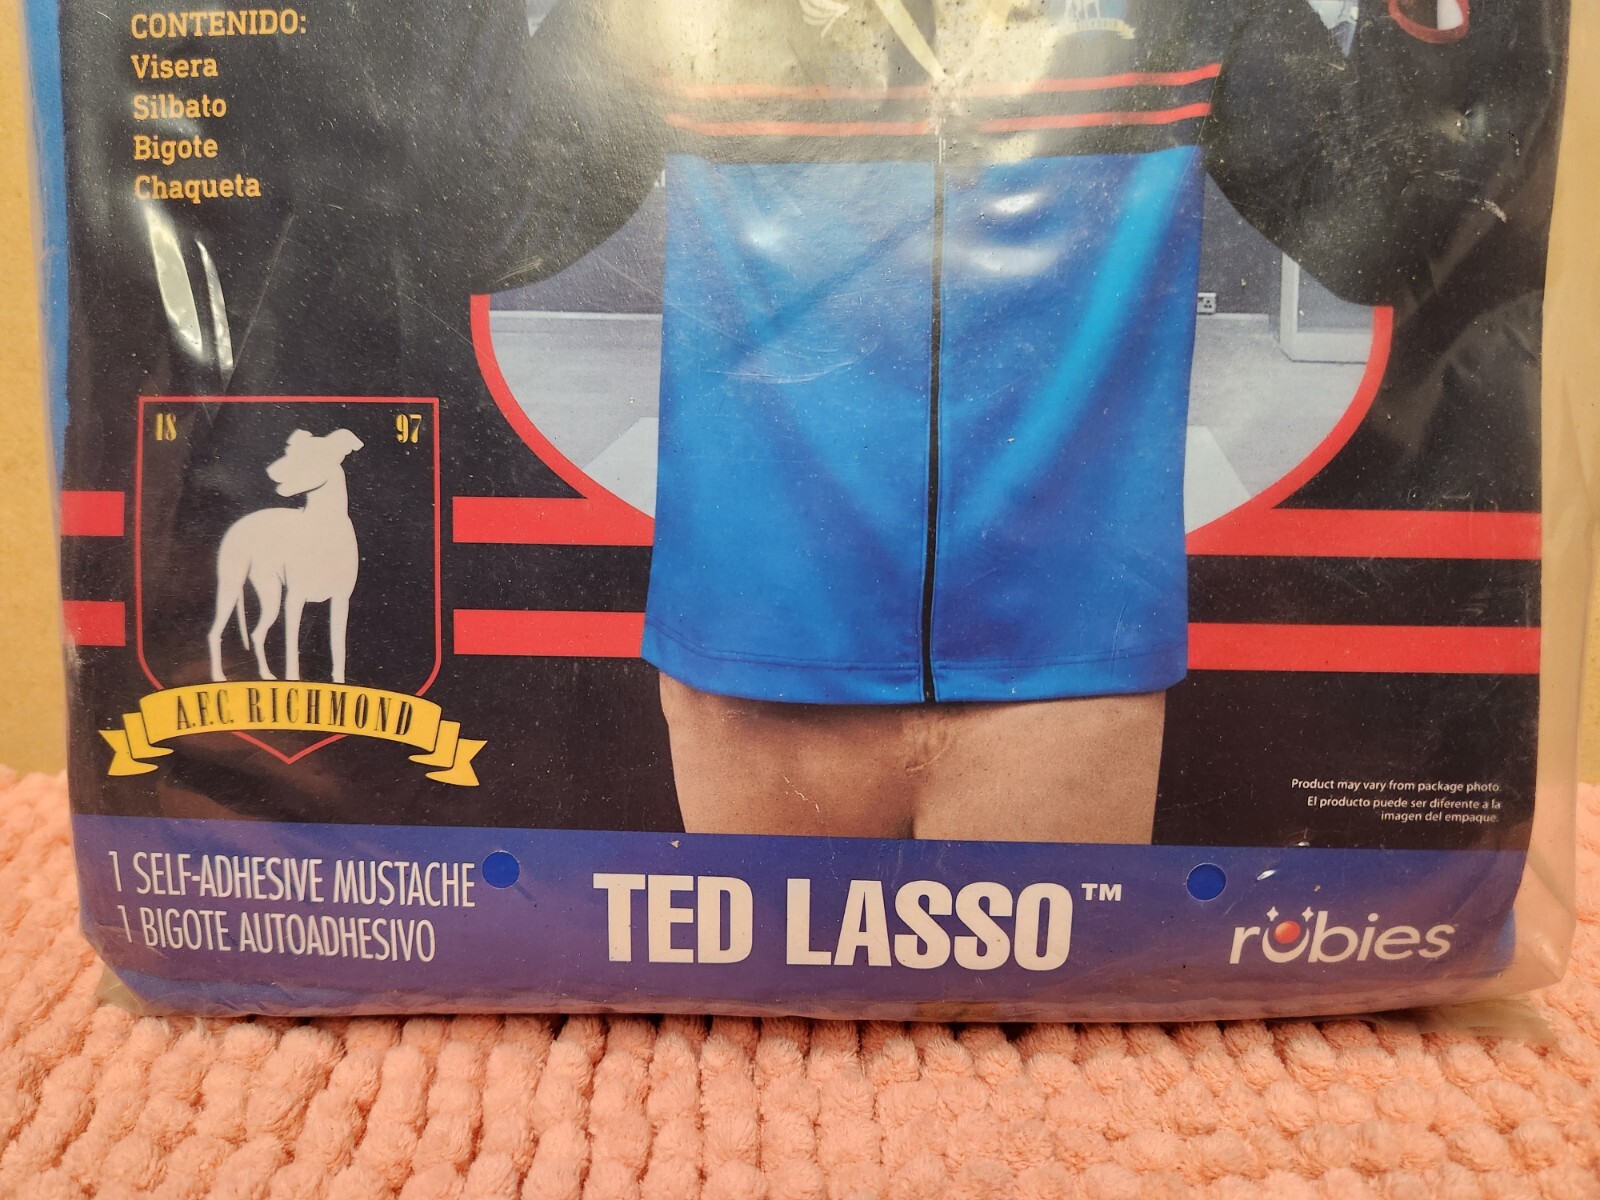 CONTENIDO:
Visera
Silbato
Bigote
Chaqueta
18 97
A.F.C. RICHMOND
Product may vary from package photo.
El producto puede ser diferente a la
imagen del empaque.
1 SELF-ADHESIVE MUSTACHE
1 BIGOTE AUTOADHESIVO
TED LASSO™
rubies